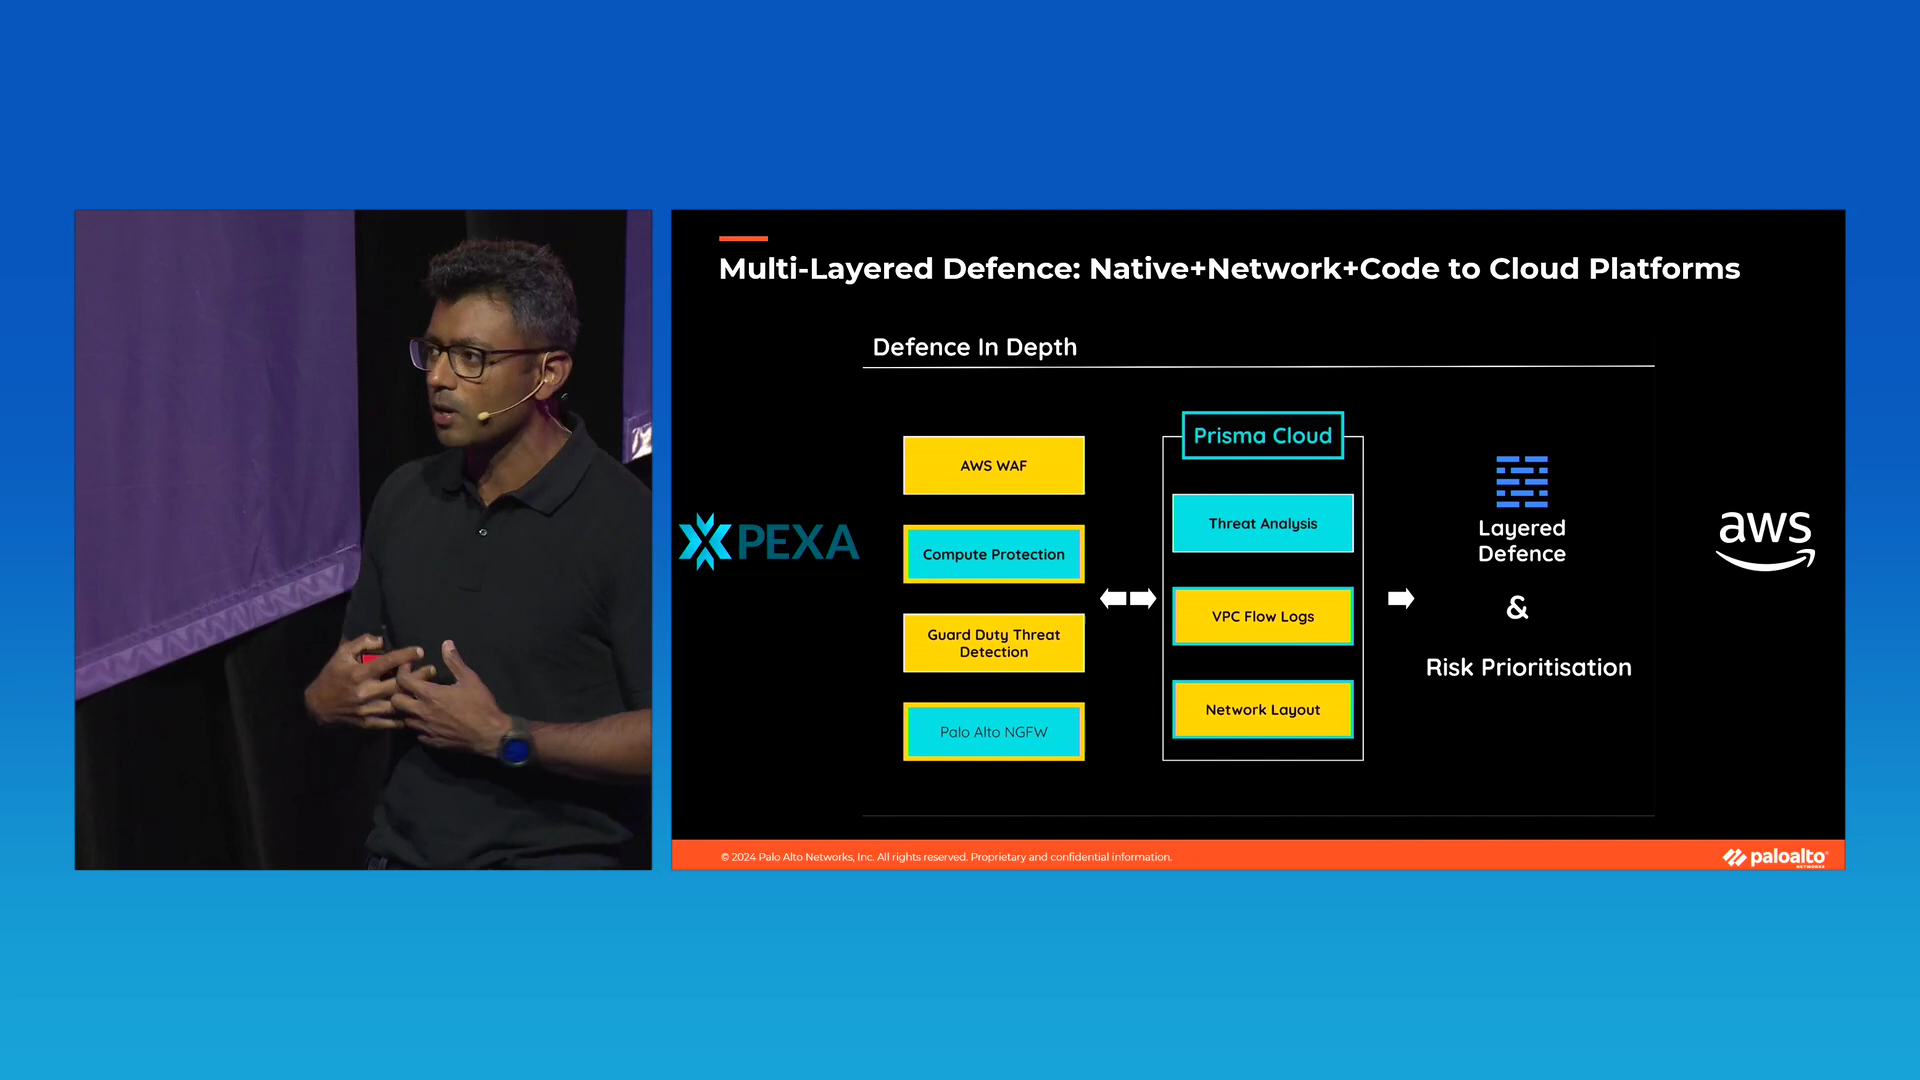 Multi-Layered Defence: Native+Network+Code to Cloud Platforms
Defence In Depth
PEXA
AWS WAF
Compute Protection
Guard Duty Threat
Detection
Palo Alto NGFW
Prisma Cloud
Threat Analysis
VPC Flow Logs
Network Layout
Layered
Defence
&
Risk Prioritisation
aws
© 2024 Palo Alto Networks, Inc. All rights reserved. Proprietary and confidential information.
paloalto
NETWORKS